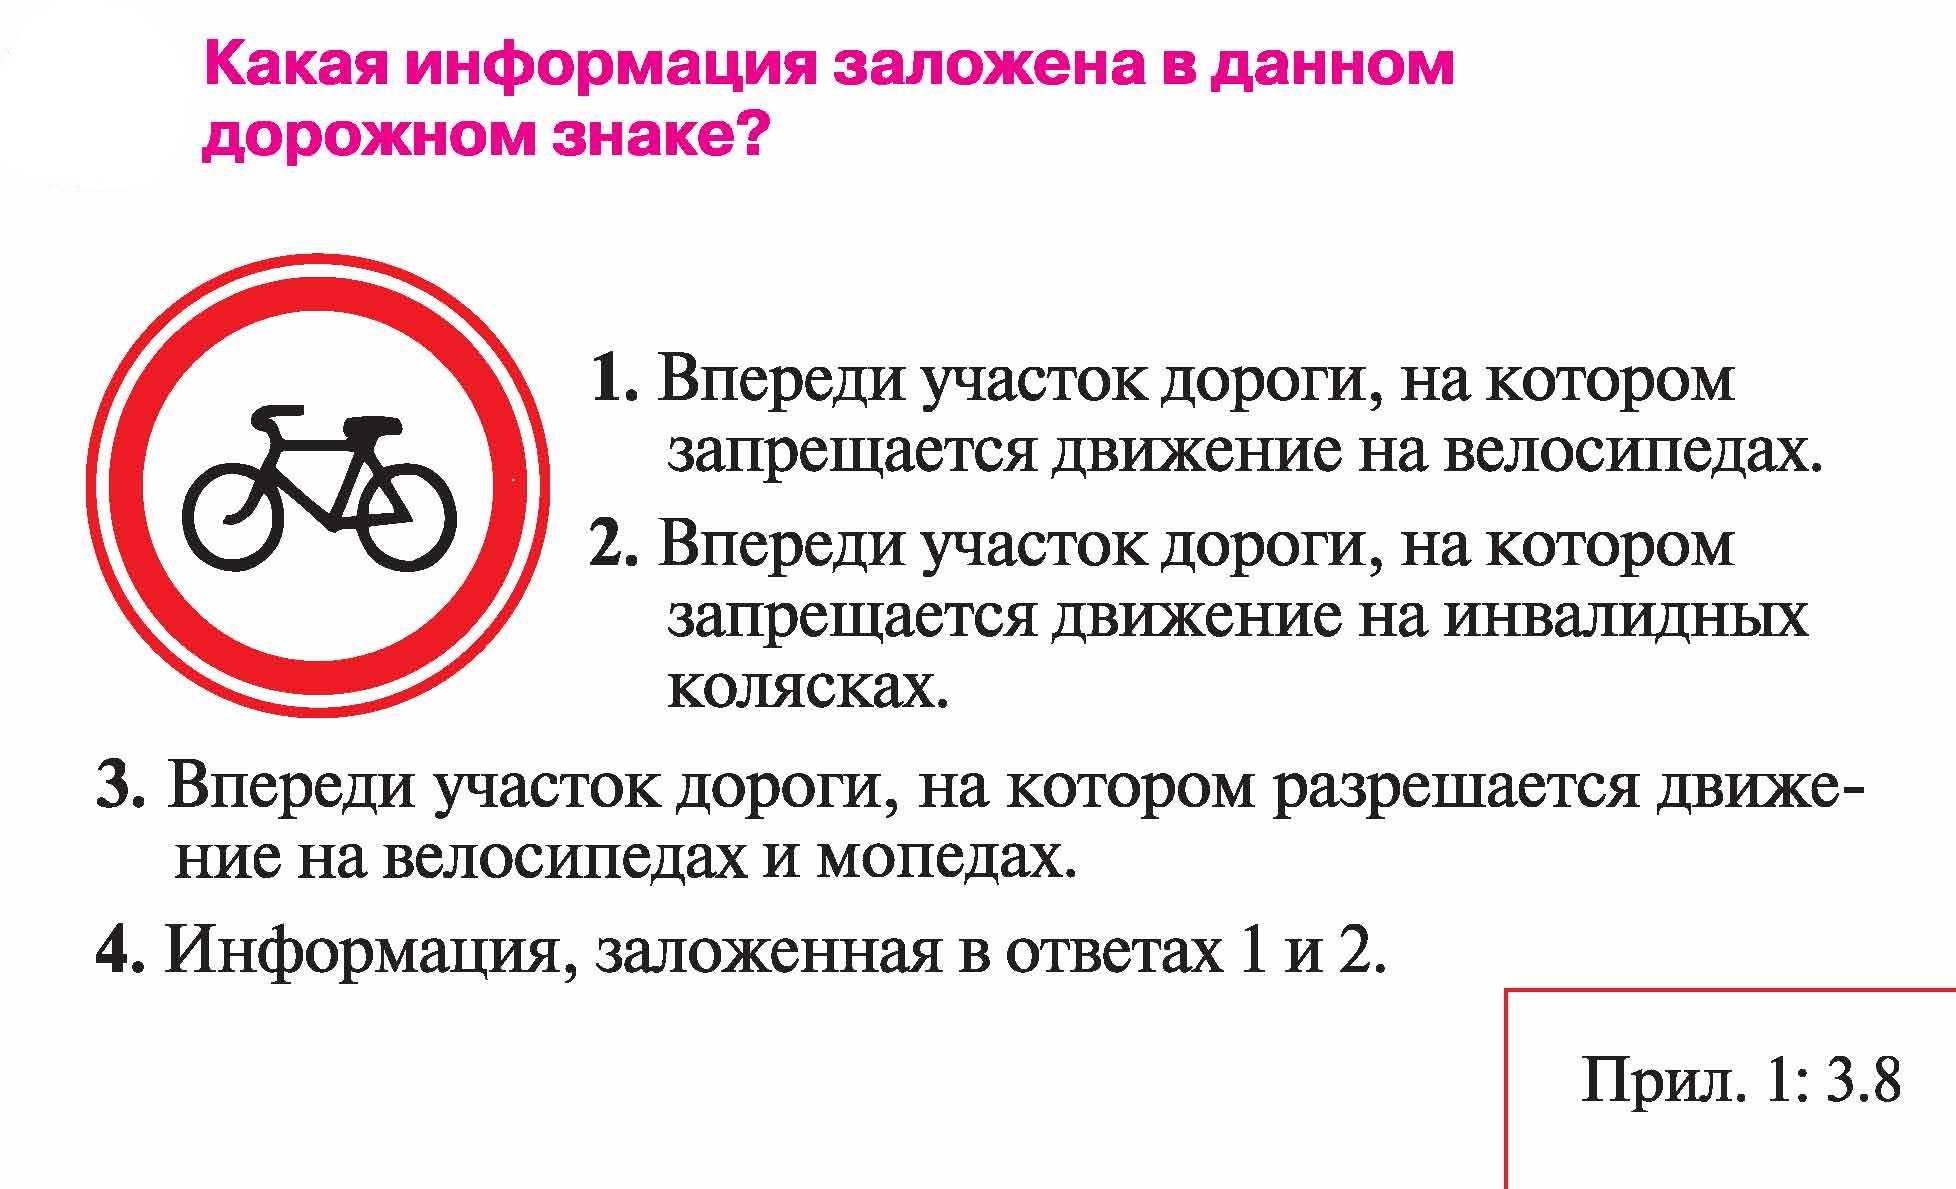 Какая информация заложена в данном
дорожном знаке?
1. Впереди участок дороги, на котором
запрещается движение на велосипедах.
2. Впереди участок дороги, на котором
запрещается движение на инвалидных
колясках.
3. Впереди участок дороги, на котором разрешается движе-
ние на велосипедах и мопедах.
4. Информация, заложенная в ответах 1 и 2.
Прил. 1: 3.8